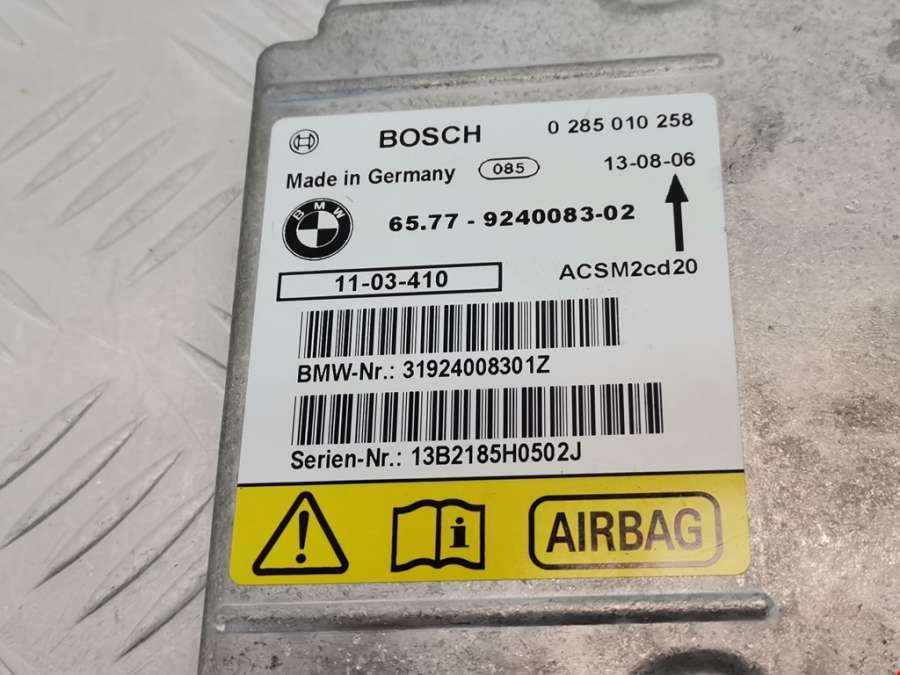 BOSCH 0 285 010 258
Made in Germany 085 13-08-06
BMW 65.77 - 9240083-02
11-03-410 ACSM2cd20
BMW-Nr.: 31924008301Z
Serien-Nr.: 13B2185H0502J
AIRBAG